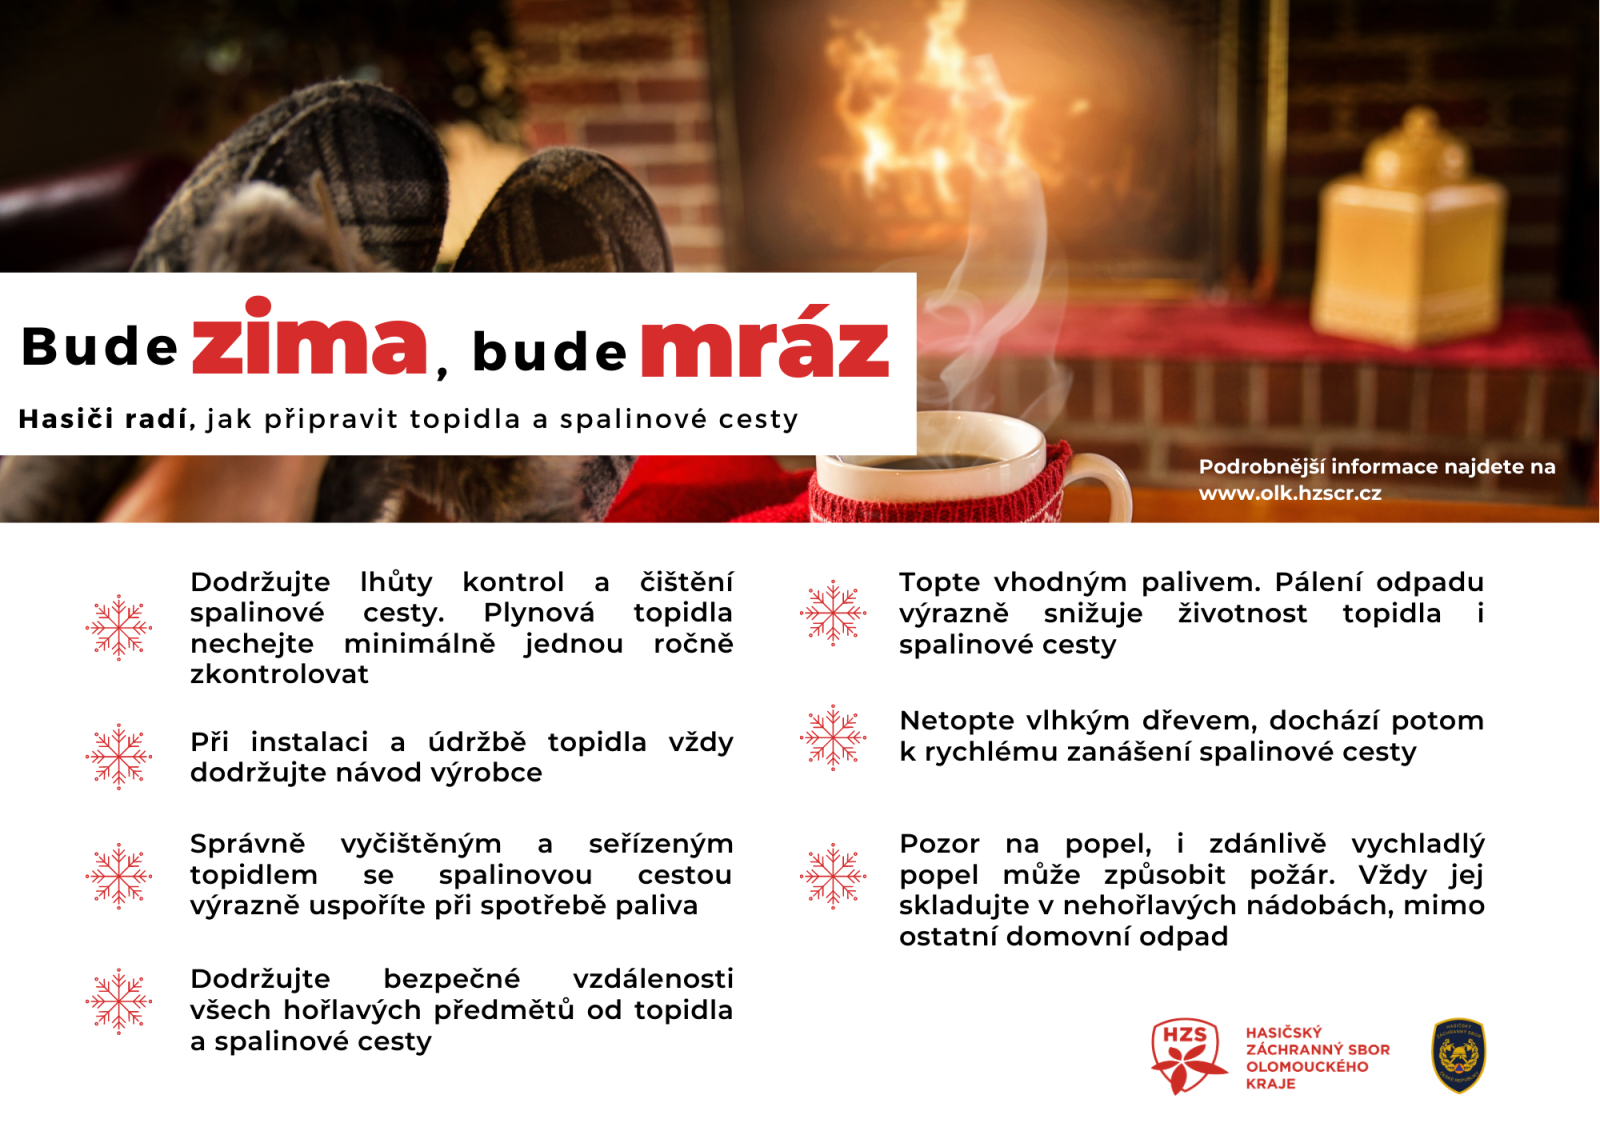 Bude zima, bude mráz
Hasiči radí, jak připravit topidla a spalinové cesty
Podrobnější informace najdete na
www.olk.hzscr.cz
Dodržujte lhůty kontrol a čištění
spalinové cesty. Plynová topidla
nechejte minimálně jednou ročně
zkontrolovat
Při instalaci a údržbě topidla vždy
dodržujte návod výrobce
Správně vyčištěným a seřízeným
topidlem se spalinovou cestou
výrazně uspoříte při spotřebě paliva
Dodržujte bezpečné vzdálenosti
všech hořlavých předmětů od topidla
a spalinové cesty
Topte vhodným palivem. Pálení odpadu
výrazně snižuje životnost topidla i
spalinové cesty
Netopte vlhkým dřevem, dochází potom
k rychlému zanášení spalinové cesty
Pozor na popel, i zdánlivě vychladlý
popel může způsobit požár. Vždy jej
skladujte v nehořlavých nádobách, mimo
ostatní domovní odpad
HZS
HASIČSKÝ
ZÁCHRANNÝ SBOR
OLOMOUCKÉHO
KRAJE
HASIČSKÝ
ZÁCHRANNÝ SBOR
ČESKÉ REPUBLIKY